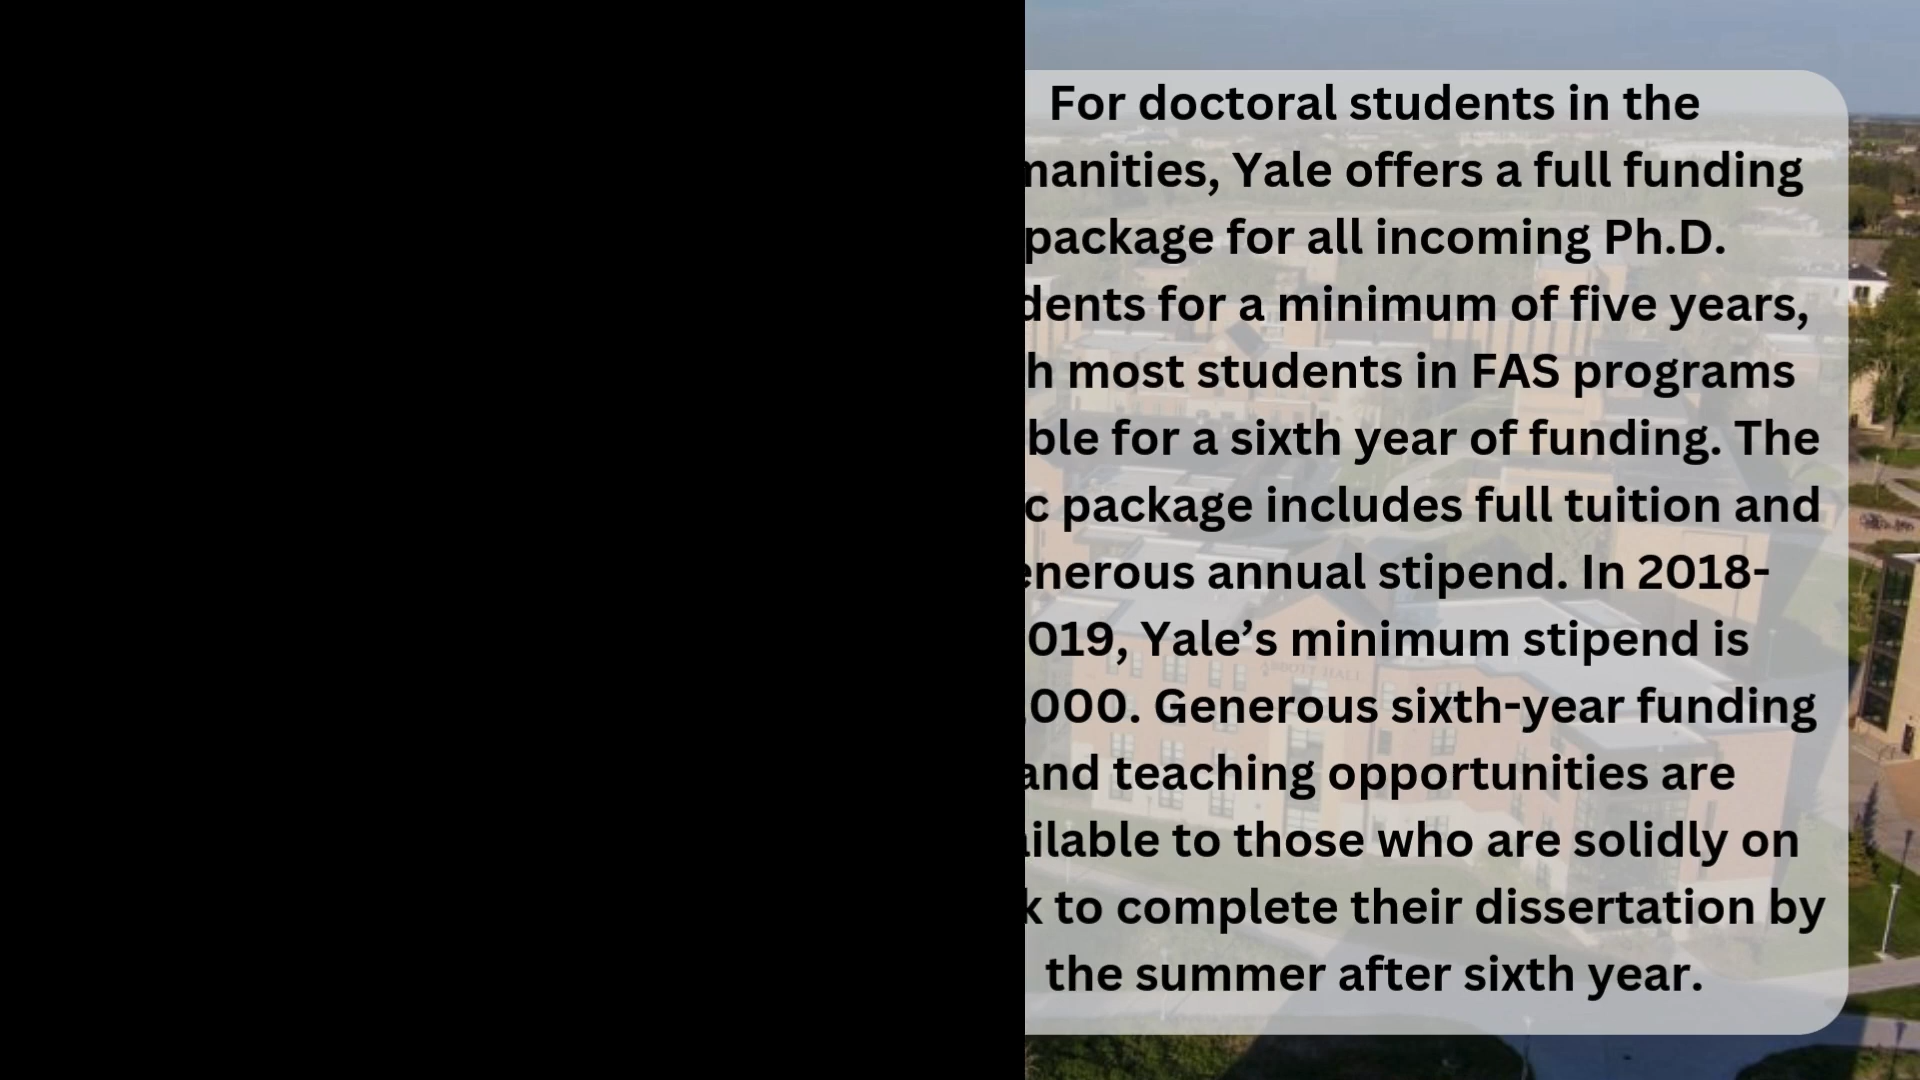 For doctoral students in the
manities, Yale offers a full funding
package for all incoming Ph.D.
dents for a minimum of five years,
h most students in FAS programs
ble for a sixth year of funding. The
c package includes full tuition and
enerous annual stipend. In 2018-
019, Yale’s minimum stipend is
,000. Generous sixth-year funding
and teaching opportunities are
ilable to those who are solidly on
k to complete their dissertation by
the summer after sixth year.
ABBOTT HALL